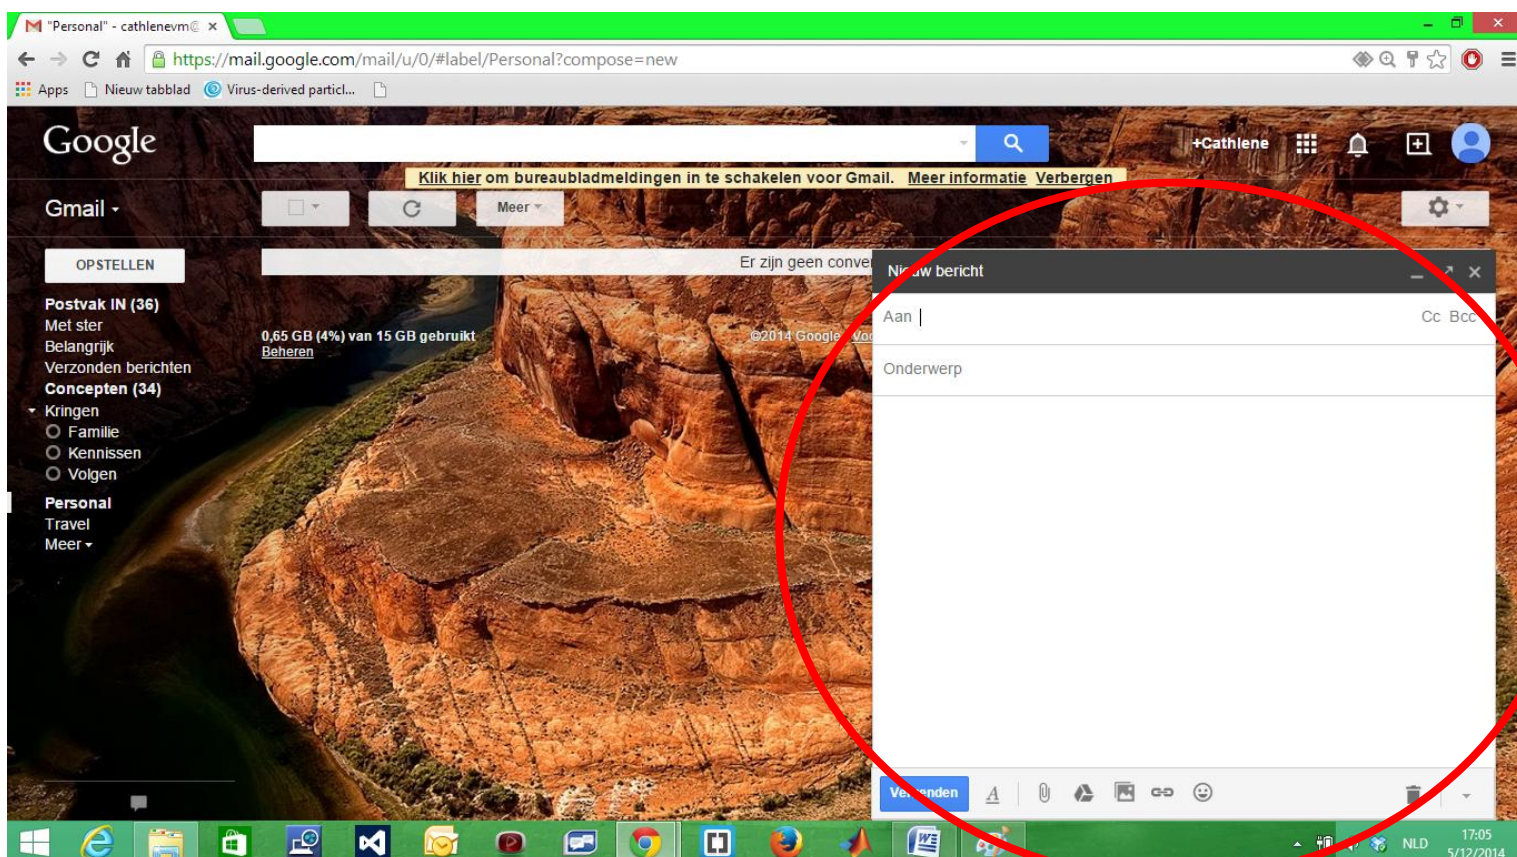 "Personal" - cathlenevm@
https://mail.google.com/mail/u/0/#label/Personal?compose=new
Apps Nieuw tabblad Virus-derived particl...
Google
+Cathlene
Klik hier om bureaubladmeldingen in te schakelen voor Gmail. Meer informatie Verbergen
Gmail
Meer
OPSTELLEN
Er zijn geen conve
Postvak IN (36)
Met ster
Belangrijk
Verzonden berichten
Concepten (34)
Kringen
Familie
Kennissen
Volgen
Personal
Travel
Meer
0,65 GB (4%) van 15 GB gebruikt
Beheren
©2014 Google - Voo
Nieuw bericht
Aan
Cc Bcc
Onderwerp
Verzenden
NLD
17:05
5/12/2014